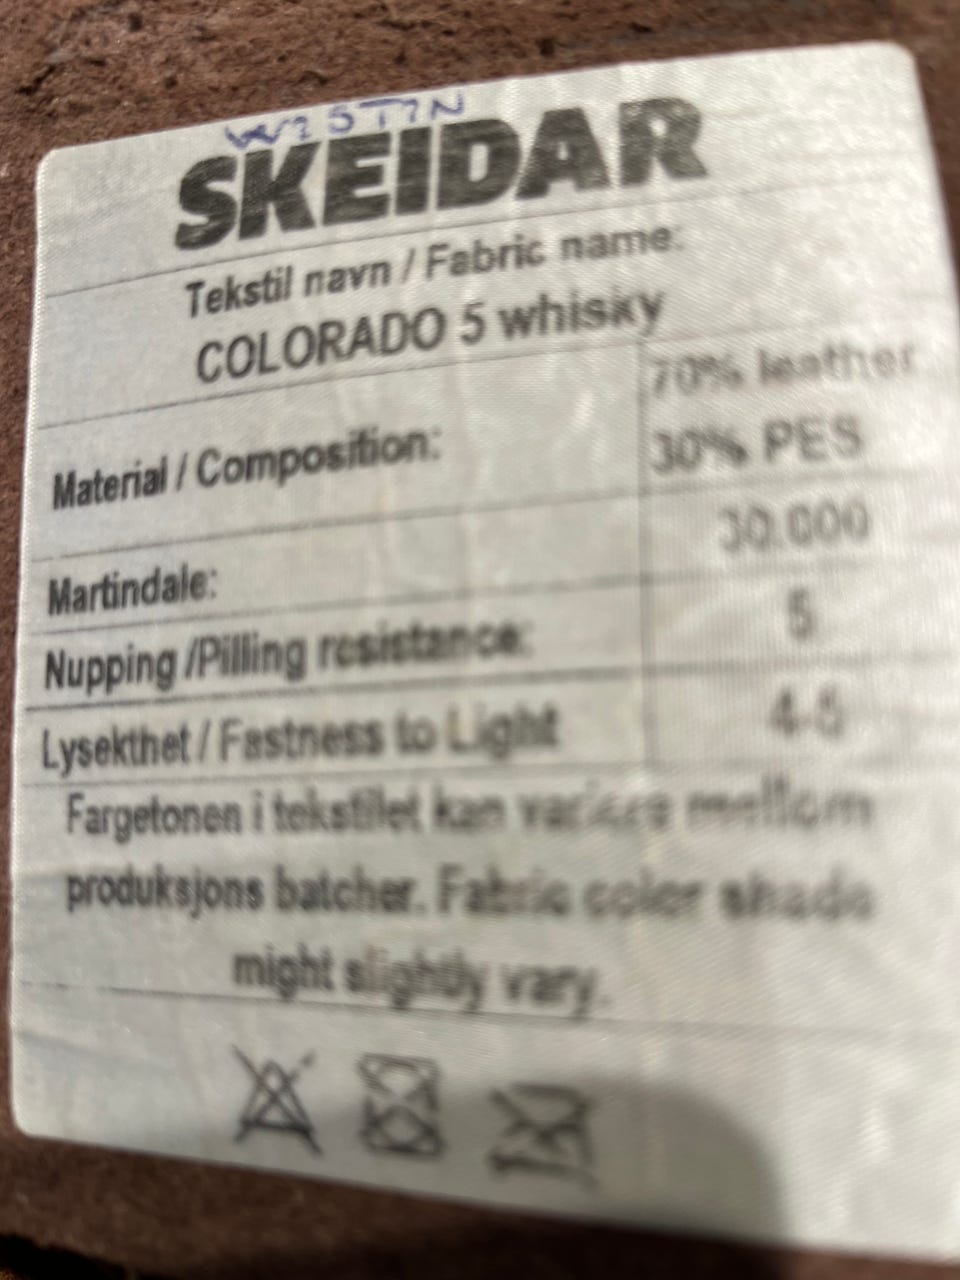 WISTIN
SKEIDAR
Tekstil navn / Fabric name:
COLORADO 5 whisky
Material / Composition:
70% leather
30% PES
Martindale:
30.000
Nupping /Pilling resistance:
5
Lysekthet / Fastness to Light
4-5
Fargetonen i tekstilet kan variere mellom
produksjons batcher. Fabric color shade
might slightly vary.